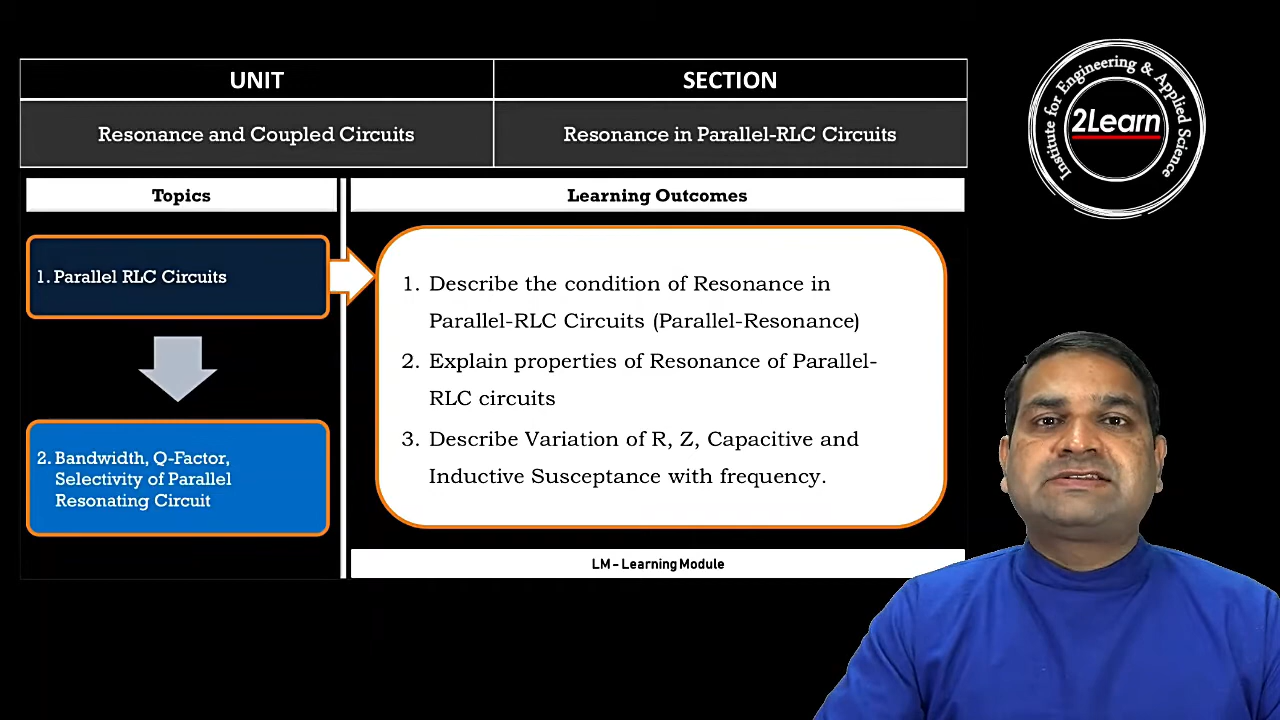 UNIT
SECTION
Resonance and Coupled Circuits
Resonance in Parallel-RLC Circuits
Topics
Learning Outcomes
1. Parallel RLC Circuits
2. Bandwidth, Q-Factor,
Selectivity of Parallel
Resonating Circuit
1. Describe the condition of Resonance in
Parallel-RLC Circuits (Parallel-Resonance)
2. Explain properties of Resonance of Parallel-
RLC circuits
3. Describe Variation of R, Z, Capacitive and
Inductive Susceptance with frequency.
LM – Learning Module
Institute for Engineering & Applied Science
2Learn